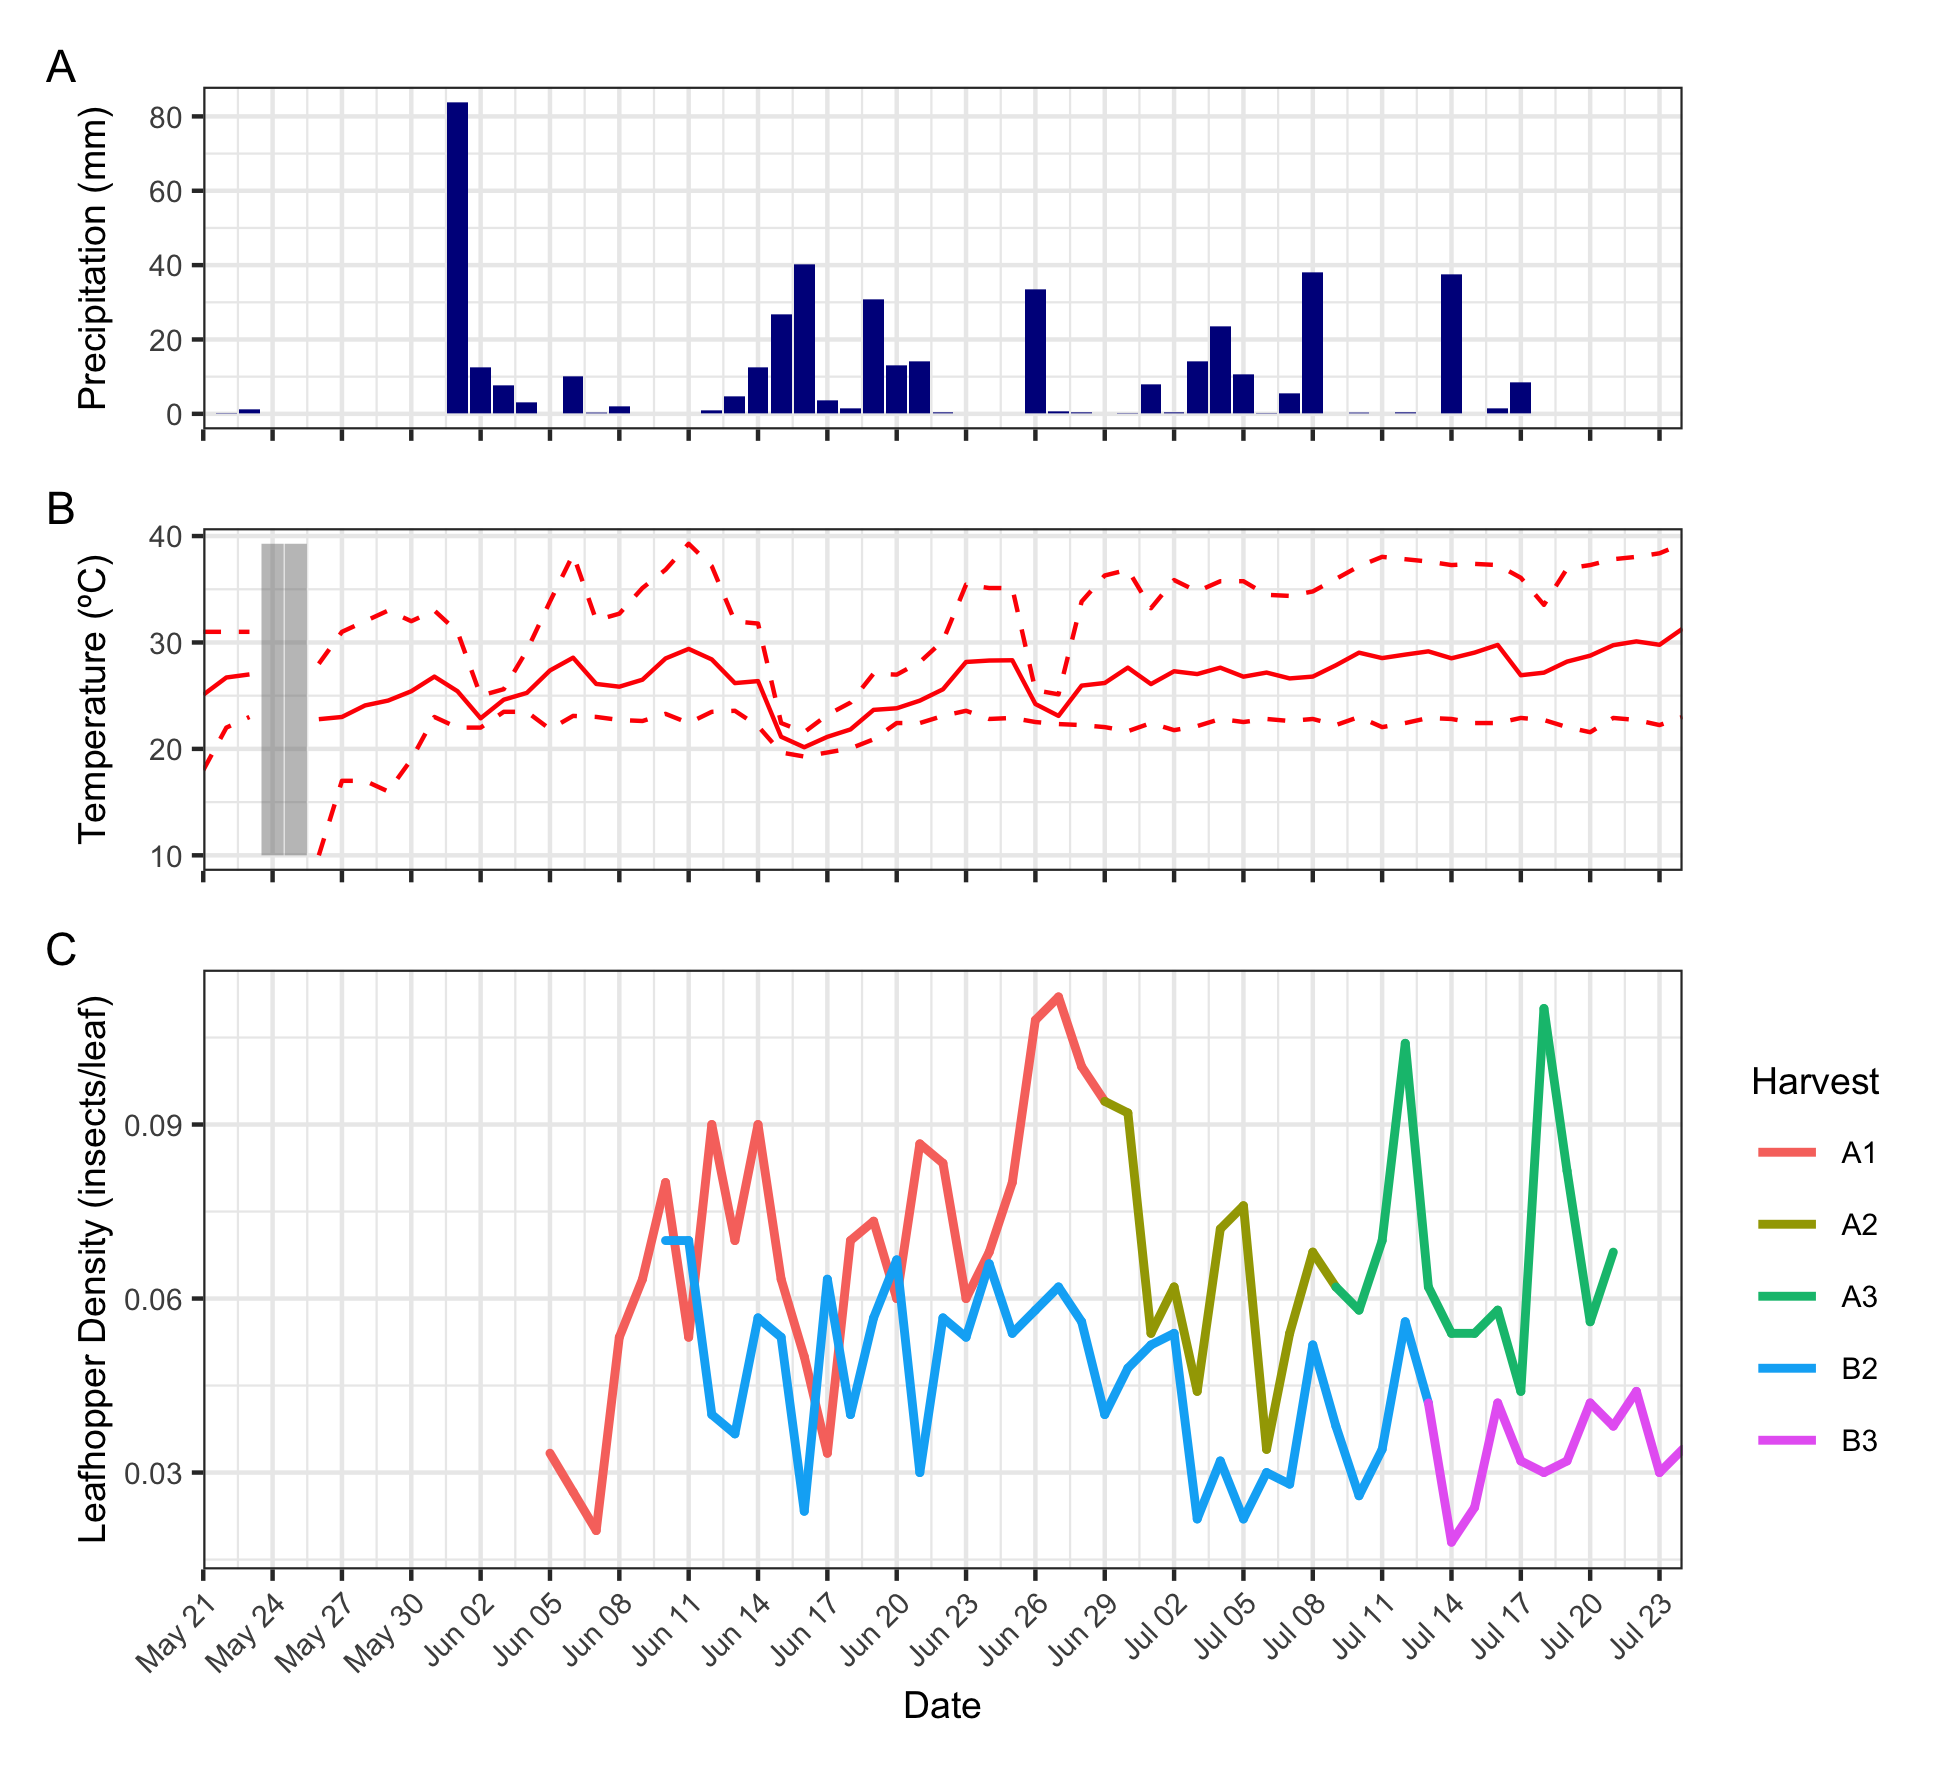 A
Precipitation (mm)
80
60
40
20
0
B
Temperature (ºC)
40
30
20
10
C
Leafhopper Density (insects/leaf)
0.09
0.06
0.03
May 21
May 24
May 27
May 30
Jun 02
Jun 05
Jun 08
Jun 11
Jun 14
Jun 17
Jun 20
Jun 23
Jun 26
Jun 29
Jul 02
Jul 05
Jul 08
Jul 11
Jul 14
Jul 17
Jul 20
Jul 23
Date
Harvest
A1
A2
A3
B2
B3